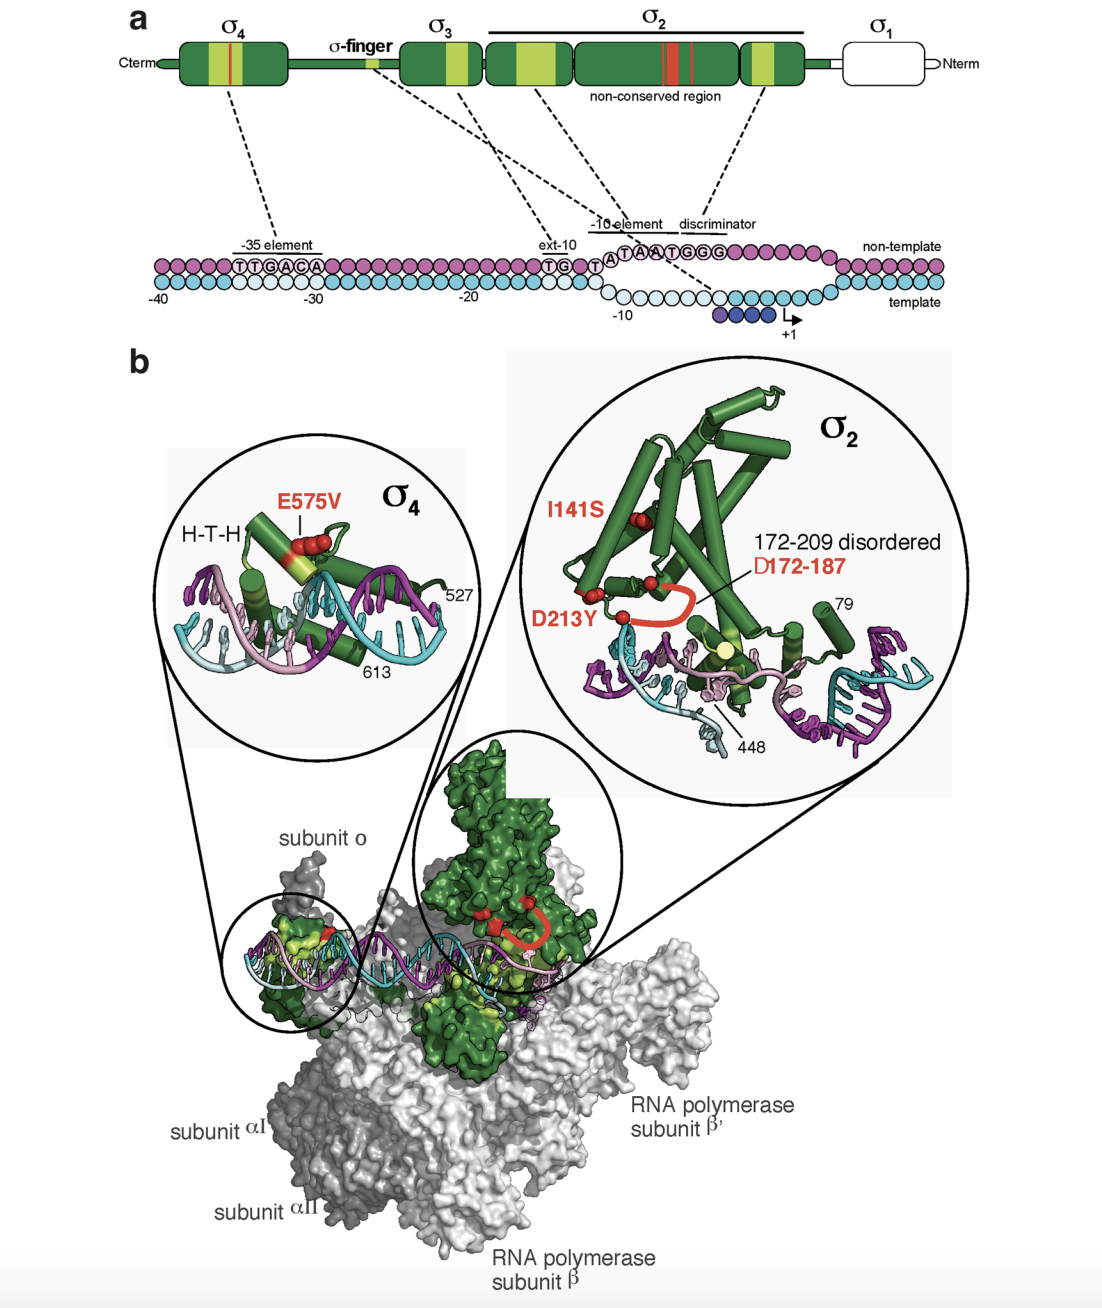 a
σ4
σ-finger
σ3
σ2
σ1
Cterm
Nterm
non-conserved region
-35 element
ext-10
-10 element
discriminator
non-template
T T G A C A
T G
T A T A A T G G G
template
-40
-30
-20
-10
+1
b
σ4
E575V
H-T-H
527
613
σ2
I141S
172-209 disordered
D172-187
D213Y
79
448
subunit o
subunit αI
subunit αII
RNA polymerase
subunit β'
RNA polymerase
subunit β